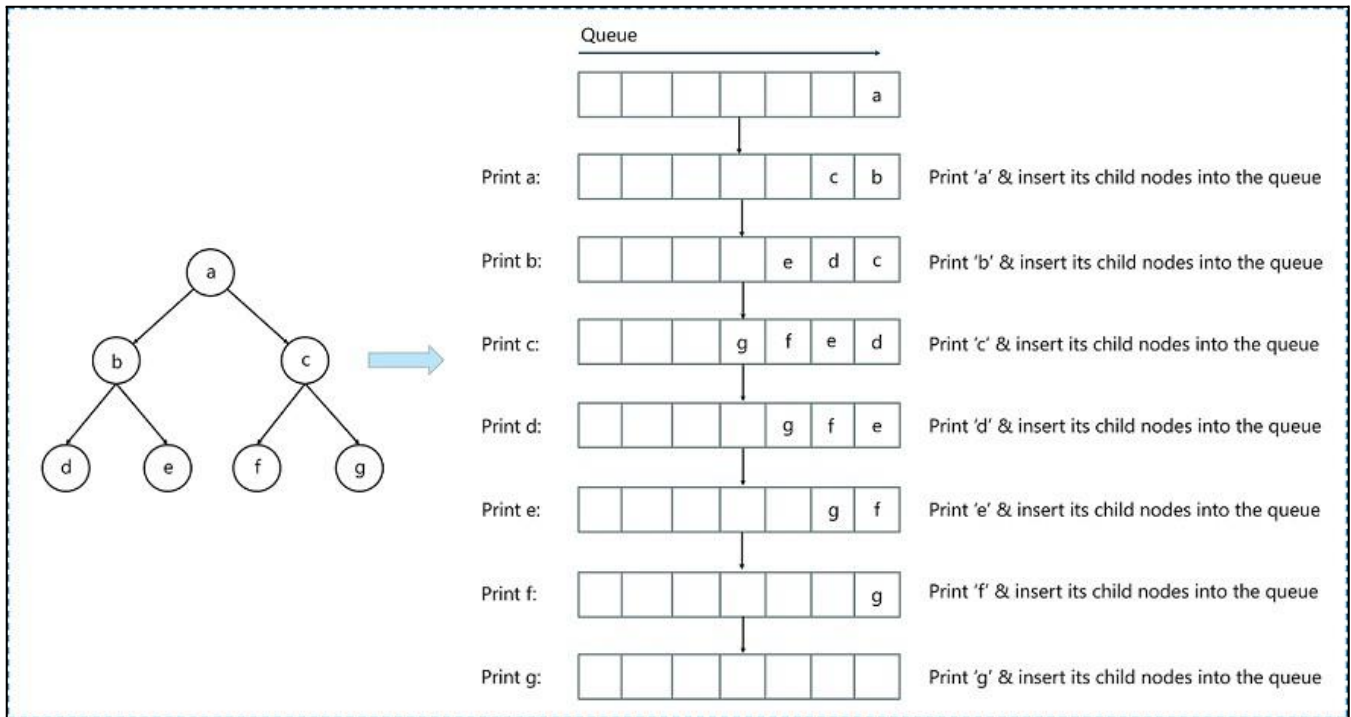 Queue
a
Print a:
c b
Print 'a' & insert its child nodes into the queue
Print b:
e d c
Print 'b' & insert its child nodes into the queue
Print c:
g f e d
Print 'c' & insert its child nodes into the queue
Print d:
g f e
Print 'd' & insert its child nodes into the queue
Print e:
g f
Print 'e' & insert its child nodes into the queue
Print f:
g
Print 'f' & insert its child nodes into the queue
Print g:
Print 'g' & insert its child nodes into the queue
a
b c
d e f g